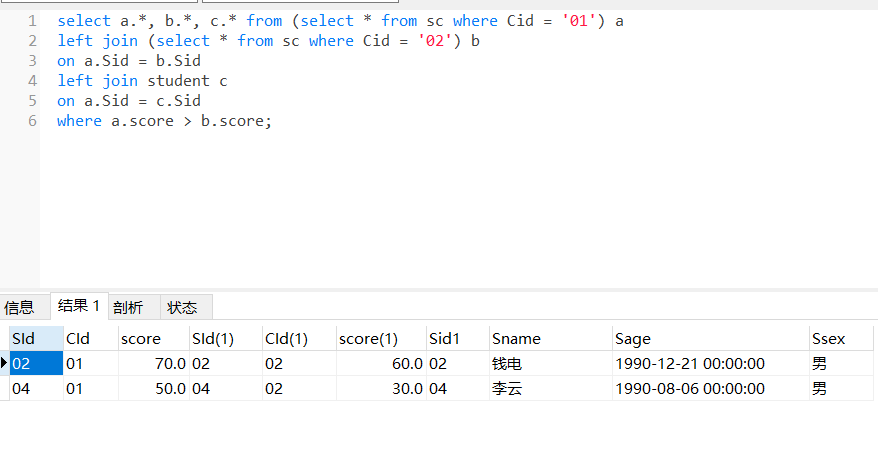 1 select a.*, b.*, c.* from (select * from sc where Cid = '01') a
2 left join (select * from sc where Cid = '02') b
3 on a.Sid = b.Sid
4 left join student c
5 on a.Sid = c.Sid
6 where a.score > b.score;
信息 结果 1 剖析 状态
SId CId score SId(1) CId(1) score(1) Sid1 Sname Sage Ssex
02 01 70.0 02 02 60.0 02 钱电 1990-12-21 00:00:00 男
04 01 50.0 04 02 30.0 04 李云 1990-08-06 00:00:00 男